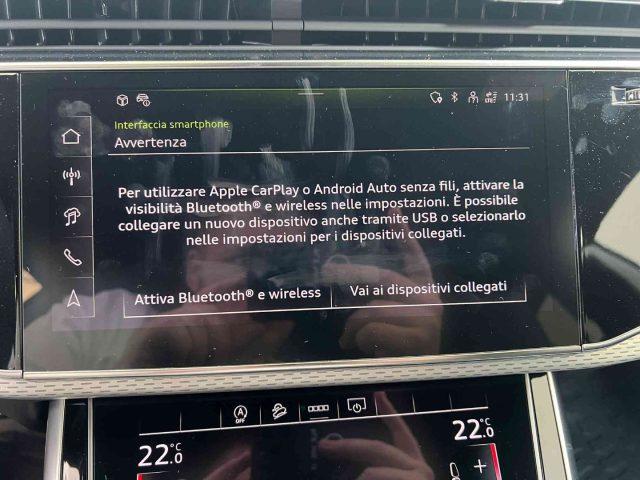 11:31
Interfaccia smartphone
Avvertenza
Per utilizzare Apple CarPlay o Android Auto senza fili, attivare la
visibilità Bluetooth® e wireless nelle impostazioni. È possibile
collegare un nuovo dispositivo anche tramite USB o selezionarlo
nelle impostazioni per i dispositivi collegati.
Attiva Bluetooth® e wireless
Vai ai dispositivi collegati
A
OFF
22.0 °C
22.0 °C
+